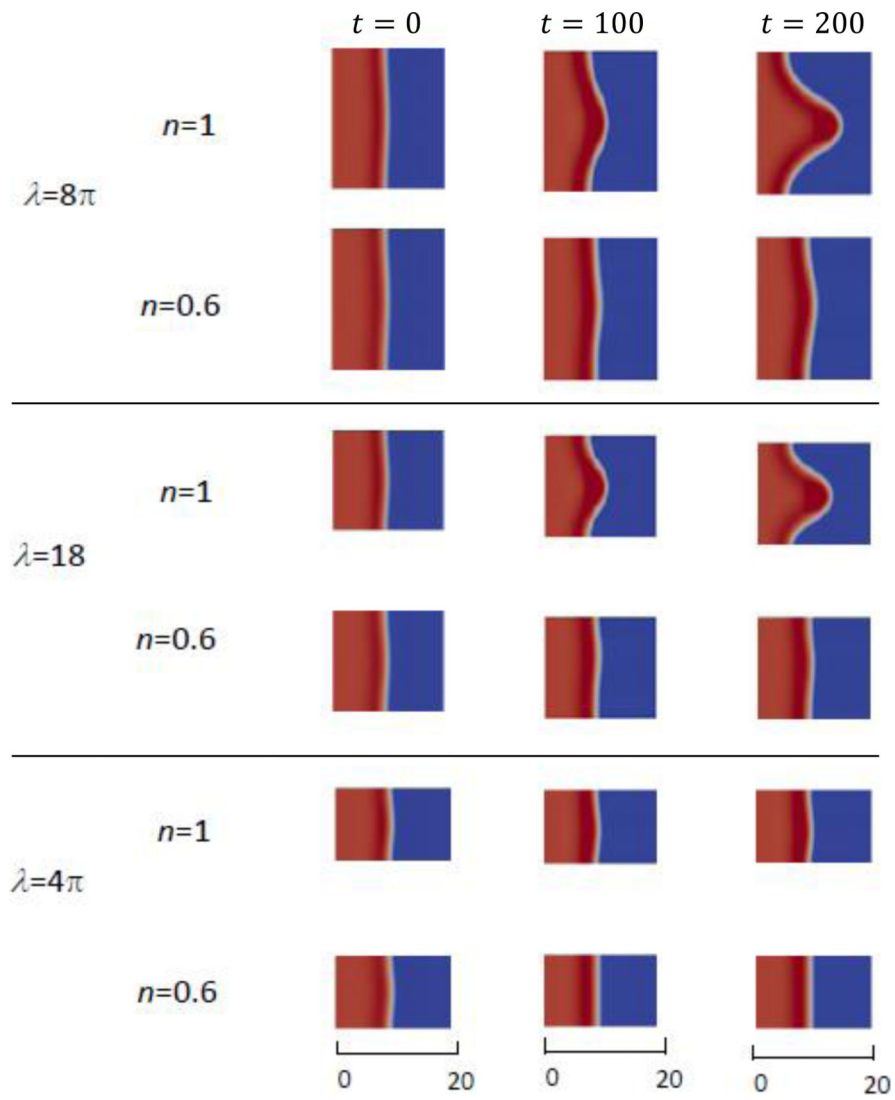 t = 0 t = 100 t = 200
n=1
λ=8π
n=0.6
n=1
λ=18
n=0.6
n=1
λ=4π
n=0.6
0 20 0 20 0 20